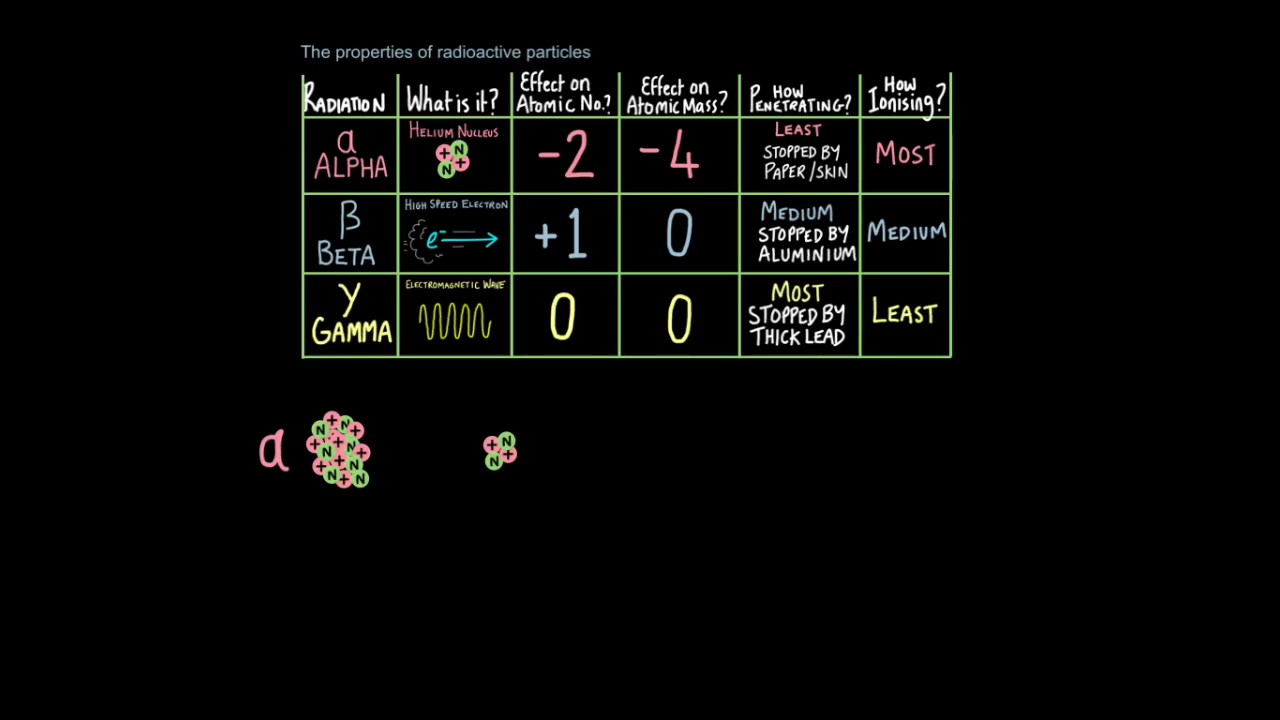 The properties of radioactive particles
RADIATION
What is it?
Effect on
Atomic No.?
Effect on
Atomic Mass?
HOW
PENETRATING?
HOW
IONISING?
α
ALPHA
HELIUM NUCLEUS
+ N
N +
-2
-4
LEAST
STOPPED BY
PAPER/SKIN
MOST
β
BETA
HIGH SPEED ELECTRON
e-
+1
0
MEDIUM
STOPPED BY
ALUMINIUM
MEDIUM
γ
GAMMA
ELECTROMAGNETIC WAVE
0
0
MOST
STOPPED BY
THICK LEAD
LEAST
α
+ N
N +
+ + N
N +
+ + N
N + N
+ N
N +